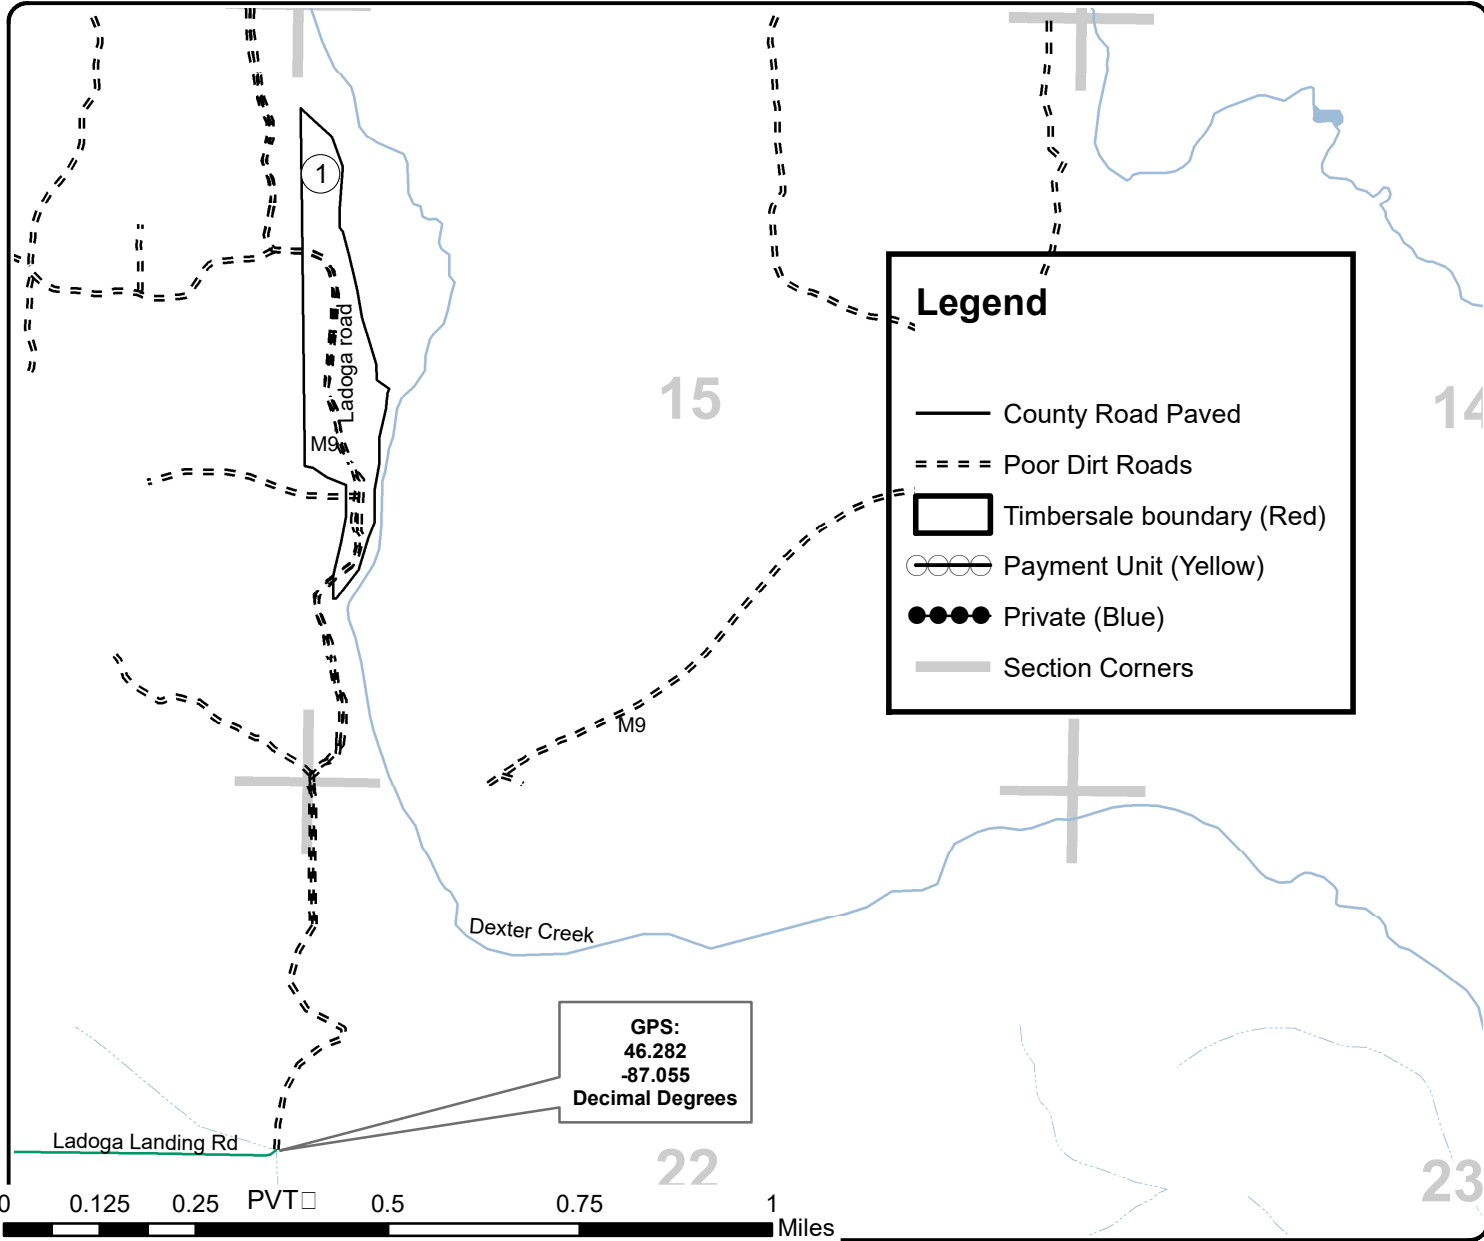 1
Ladoga road
M9
15
14
Legend
County Road Paved
Poor Dirt Roads
Timbersale boundary (Red)
Payment Unit (Yellow)
Private (Blue)
Section Corners
M9
Dexter Creek
GPS:
46.282
-87.055
Decimal Degrees
Ladoga Landing Rd
22
23
PVT
0 0.125 0.25 0.5 0.75 1
Miles